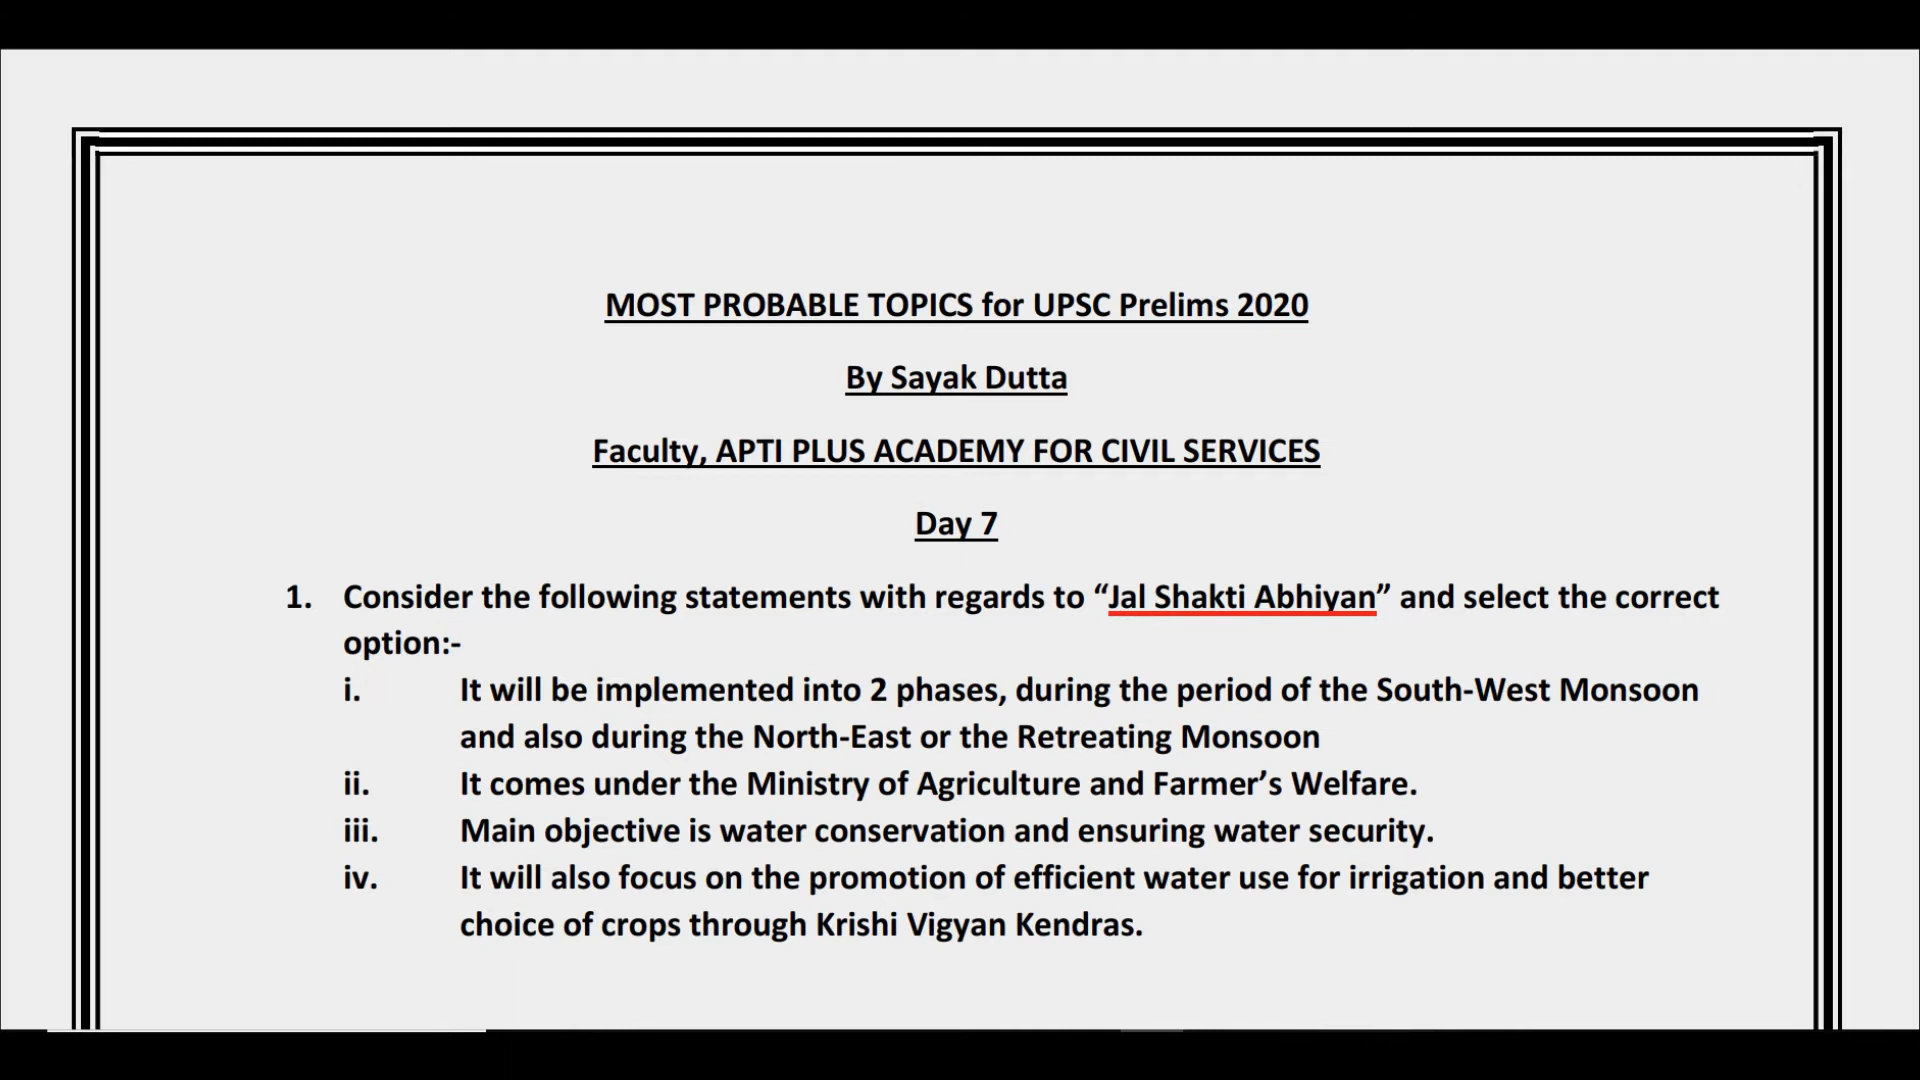 MOST PROBABLE TOPICS for UPSC Prelims 2020
By Sayak Dutta
Faculty, APTI PLUS ACADEMY FOR CIVIL SERVICES
Day 7
1. Consider the following statements with regards to “Jal Shakti Abhiyan” and select the correct
option:-
i. It will be implemented into 2 phases, during the period of the South-West Monsoon
and also during the North-East or the Retreating Monsoon
ii. It comes under the Ministry of Agriculture and Farmer’s Welfare.
iii. Main objective is water conservation and ensuring water security.
iv. It will also focus on the promotion of efficient water use for irrigation and better
choice of crops through Krishi Vigyan Kendras.